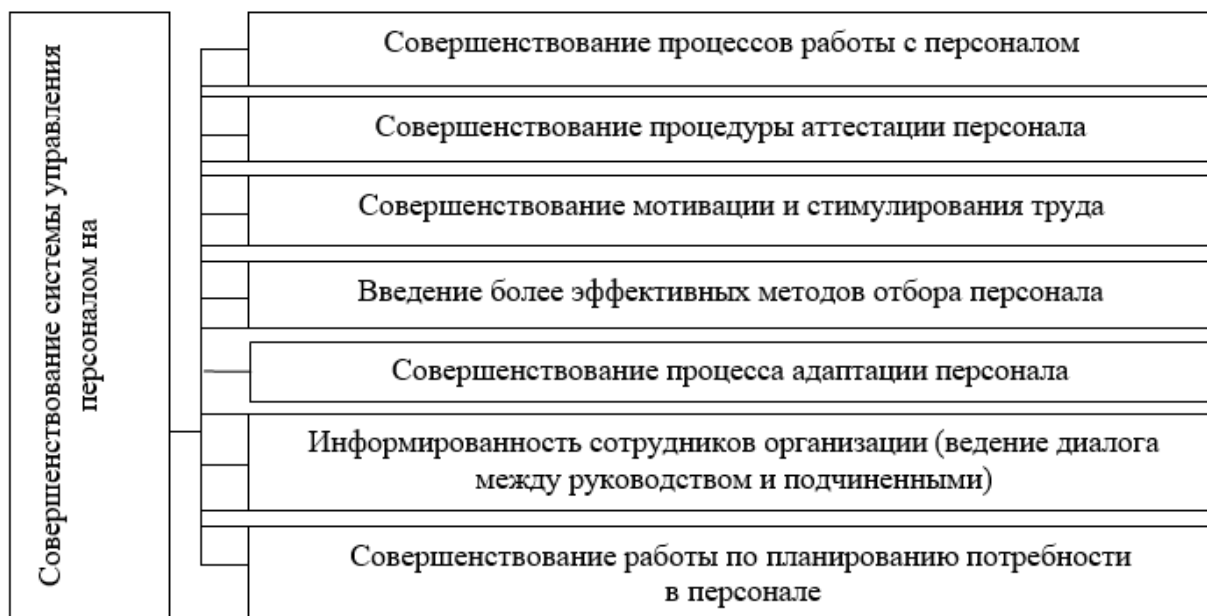 Совершенствование системы управления
персоналом на
Совершенствование процессов работы с персоналом
Совершенствование процедуры аттестации персонала
Совершенствование мотивации и стимулирования труда
Введение более эффективных методов отбора персонала
Совершенствование процесса адаптации персонала
Информированность сотрудников организации (ведение диалога
между руководством и подчиненными)
Совершенствование работы по планированию потребности
в персонале